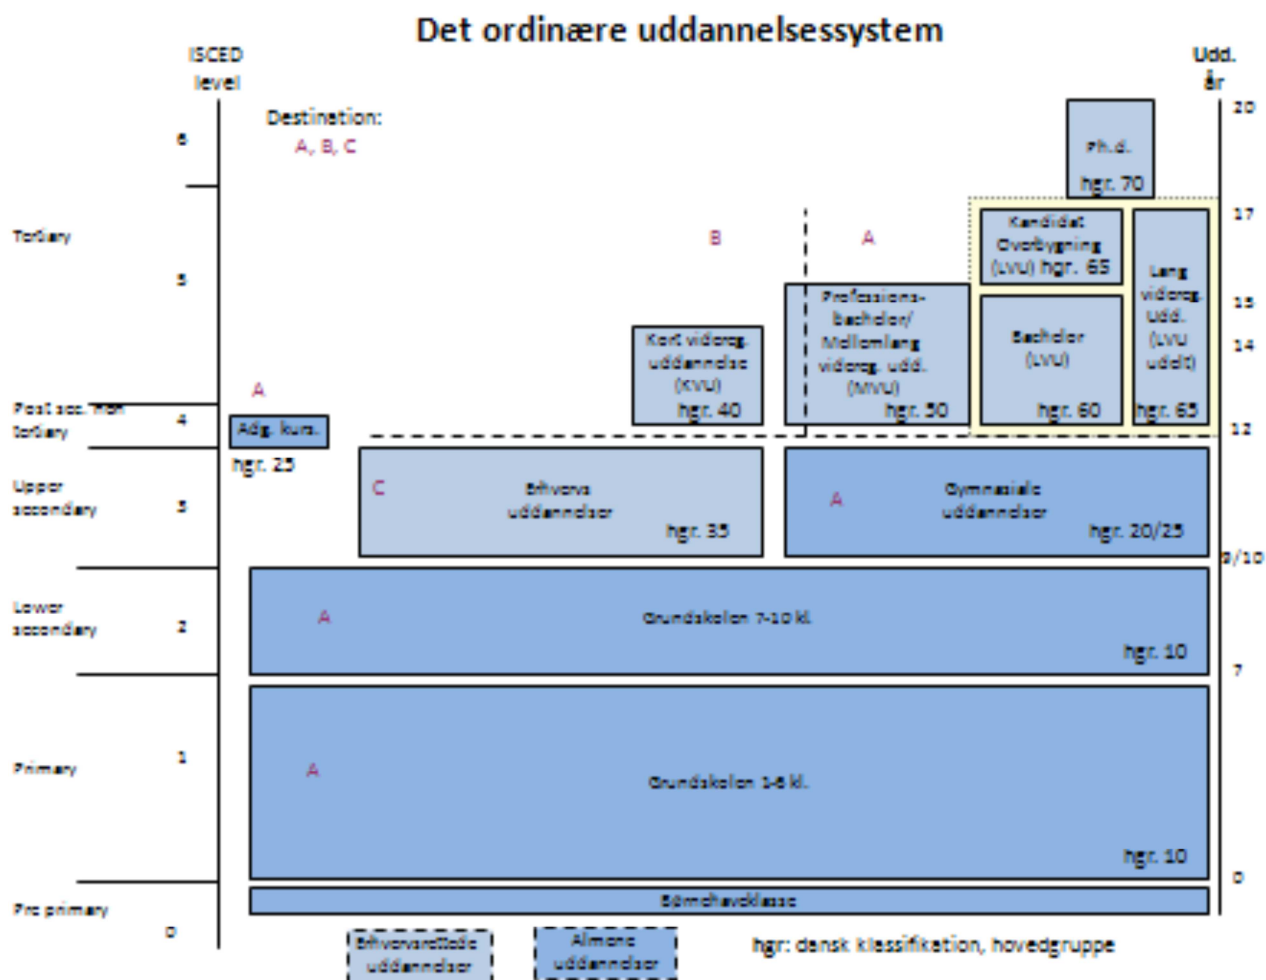 Det ordinære uddannelsessystem
ISCED
level
Udd.
år
Destination:
A, B, C
6
20
Ph.d.
hgr. 70
Tertiary
5
B
A
17
Kandidat
Overbygning
(LVU) hgr. 65
Lang
videreg.
Udd.
(LVU
udelt)
hgr. 65
15
14
Professions-
bachelor/
Mellemlang
videreg. udd.
(MVU)
hgr. 50
Bachelor
(LVU)
hgr. 60
Kort videreg.
uddannelse
(KVU)
hgr. 40
A
Post sec. non
tertiary
4
Adg. kurs.
hgr. 25
12
Upper
secondary
3
C
Erhvervs
uddannelser
hgr. 35
A
Gymnasiale
uddannelser
hgr. 20/25
9/10
Lower
secondary
2
A
Grundskolen 7-10 kl.
hgr. 10
7
Primary
1
A
Grundskolen 1-6 kl.
hgr. 10
0
Pre primary
0
Børnehaveklasse
Erhvervsrettede
uddannelser
Almene
uddannelser
hgr: dansk klassifikation, hovedgruppe